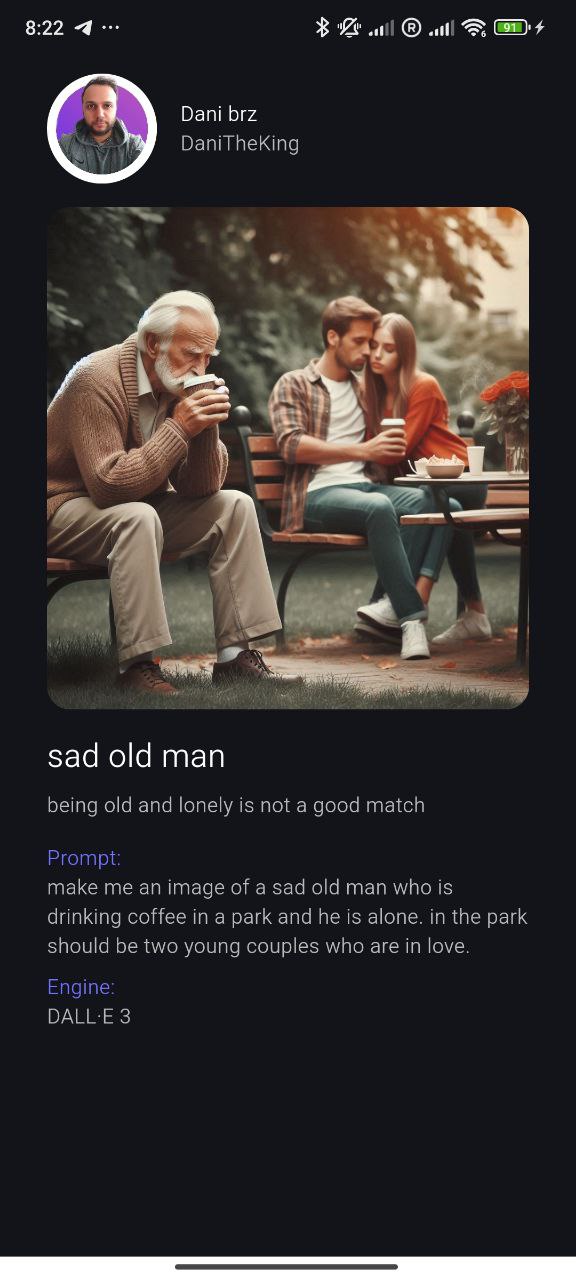 8:22
R
6
91
Dani brz
DaniTheKing
sad old man
being old and lonely is not a good match
Prompt:
make me an image of a sad old man who is
drinking coffee in a park and he is alone. in the park
should be two young couples who are in love.
Engine:
DALL·E 3